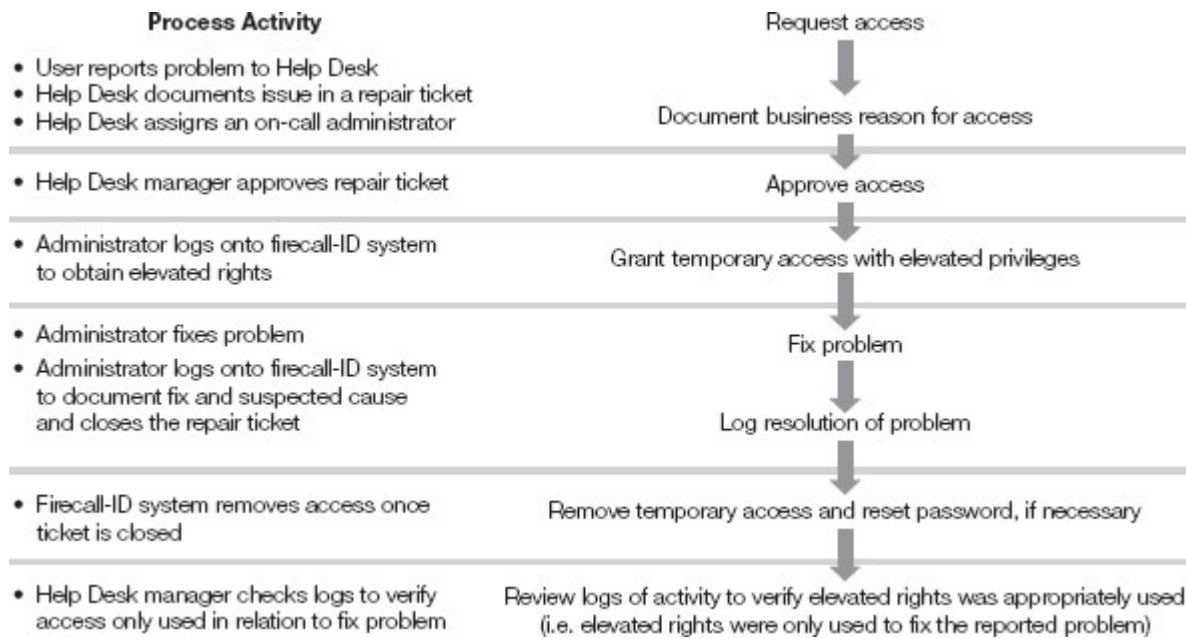 Process Activity
Request access
• User reports problem to Help Desk
• Help Desk documents issue in a repair ticket
• Help Desk assigns an on-call administrator
Document business reason for access
• Help Desk manager approves repair ticket
Approve access
• Administrator logs onto firecall-ID system
to obtain elevated rights
Grant temporary access with elevated privileges
• Administrator fixes problem
• Administrator logs onto firecall-ID system
to document fix and suspected cause
and closes the repair ticket
Fix problem
Log resolution of problem
• Firecall-ID system removes access once
ticket is closed
Remove temporary access and reset password, if necessary
• Help Desk manager checks logs to verify
access only used in relation to fix problem
Review logs of activity to verify elevated rights was appropriately used
(i.e. elevated rights were only used to fix the reported problem)